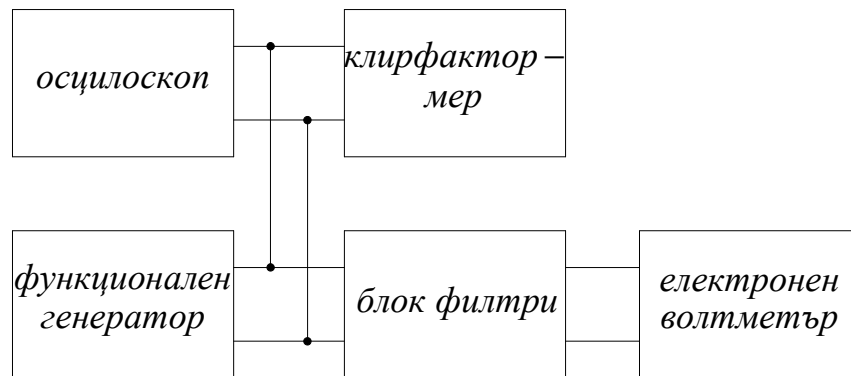 осцилоскоп
клирфактор –
мер
функционален
генератор
блок филтри
електронен
волтметър